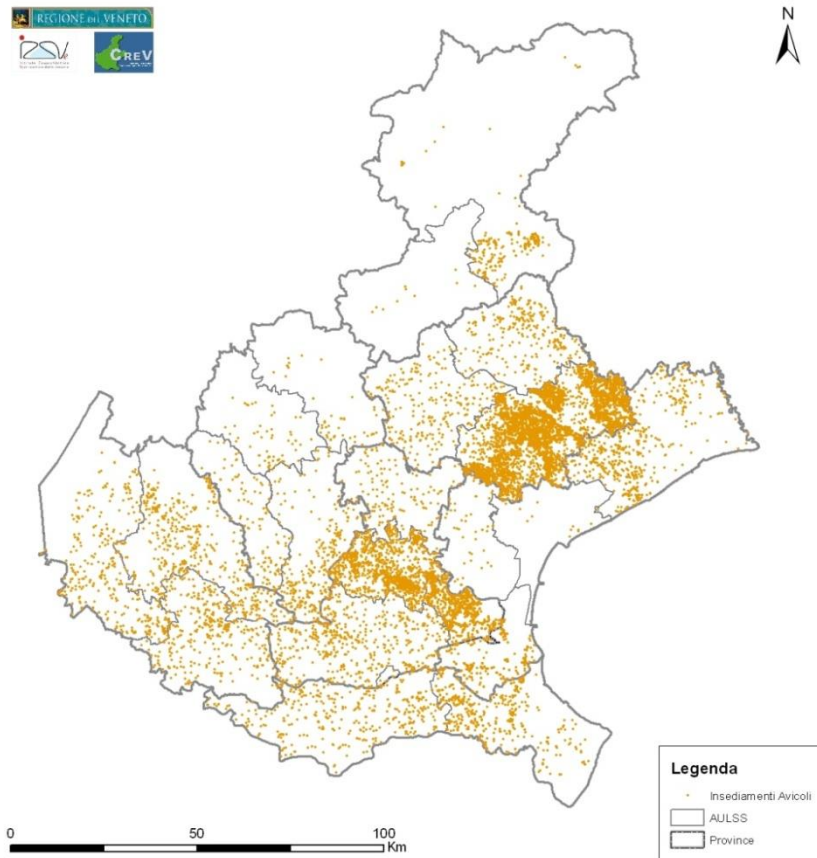 REGIONE DEL VENETO
CREV
N
Legenda
Insediamenti Avicoli
AULSS
Province
0 50 100
Km